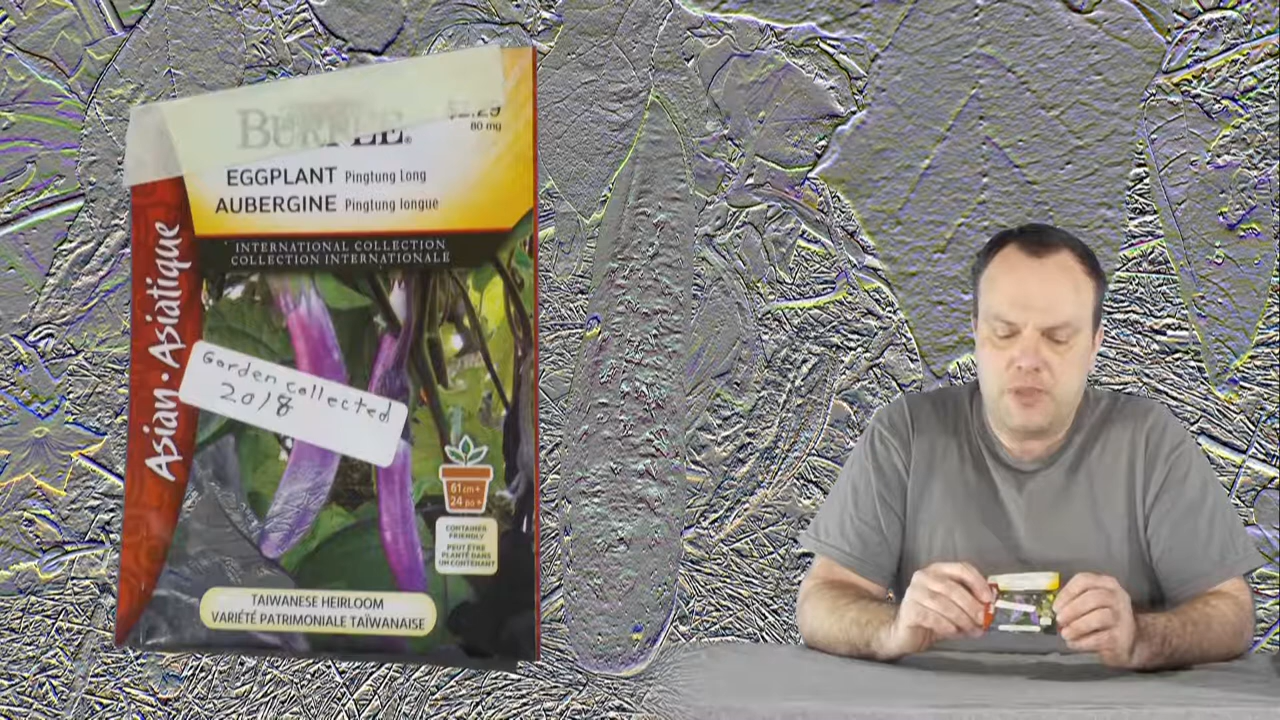 BURPEE®
80 mg
EGGPLANT Pingtung Long
AUBERGINE Pingtung longue
INTERNATIONAL COLLECTION
COLLECTION INTERNATIONALE
Asian • Asiatique
Garden collected
2018
61 cm +
24 po +
CONTAINER
FRIENDLY
PEUT ÊTRE
PLANTÉ DANS
UN CONTENANT
TAIWANESE HEIRLOOM
VARIÉTÉ PATRIMONIALE TAÏWANAISE